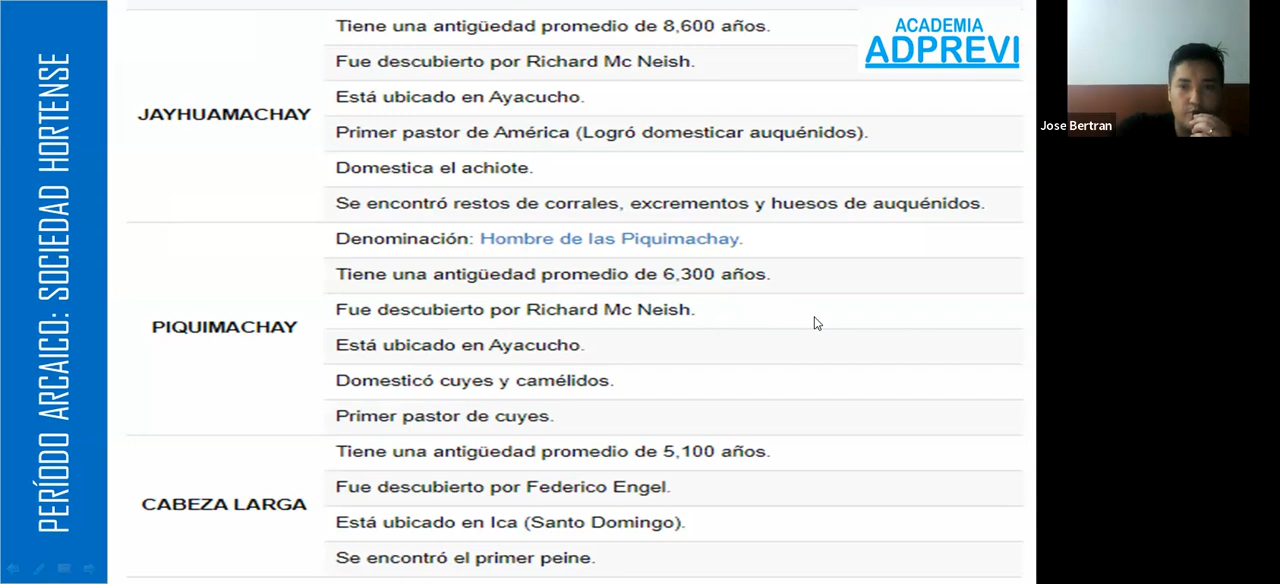 PERÍODO ARCAICO: SOCIEDAD HORTENSE
ACADEMIA
ADPREVI
JAYHUAMACHAY
Tiene una antigüedad promedio de 8,600 años.
Fue descubierto por Richard Mc Neish.
Está ubicado en Ayacucho.
Primer pastor de América (Logró domesticar auquénidos).
Domestica el achiote.
Se encontró restos de corrales, excrementos y huesos de auquénidos.
PIQUIMACHAY
Denominación: Hombre de las Piquimachay.
Tiene una antigüedad promedio de 6,300 años.
Fue descubierto por Richard Mc Neish.
Está ubicado en Ayacucho.
Domesticó cuyes y camélidos.
Primer pastor de cuyes.
CABEZA LARGA
Tiene una antigüedad promedio de 5,100 años.
Fue descubierto por Federico Engel.
Está ubicado en Ica (Santo Domingo).
Se encontró el primer peine.
Jose Bertran